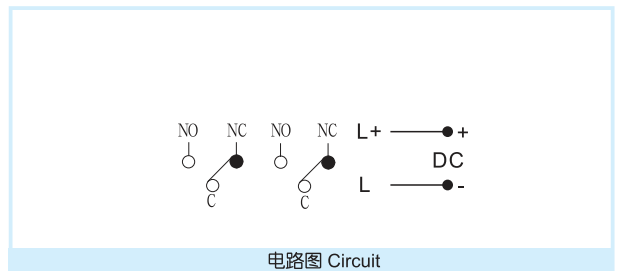 NO NC NO NC L+ +
DC
C C L -
电路图 Circuit